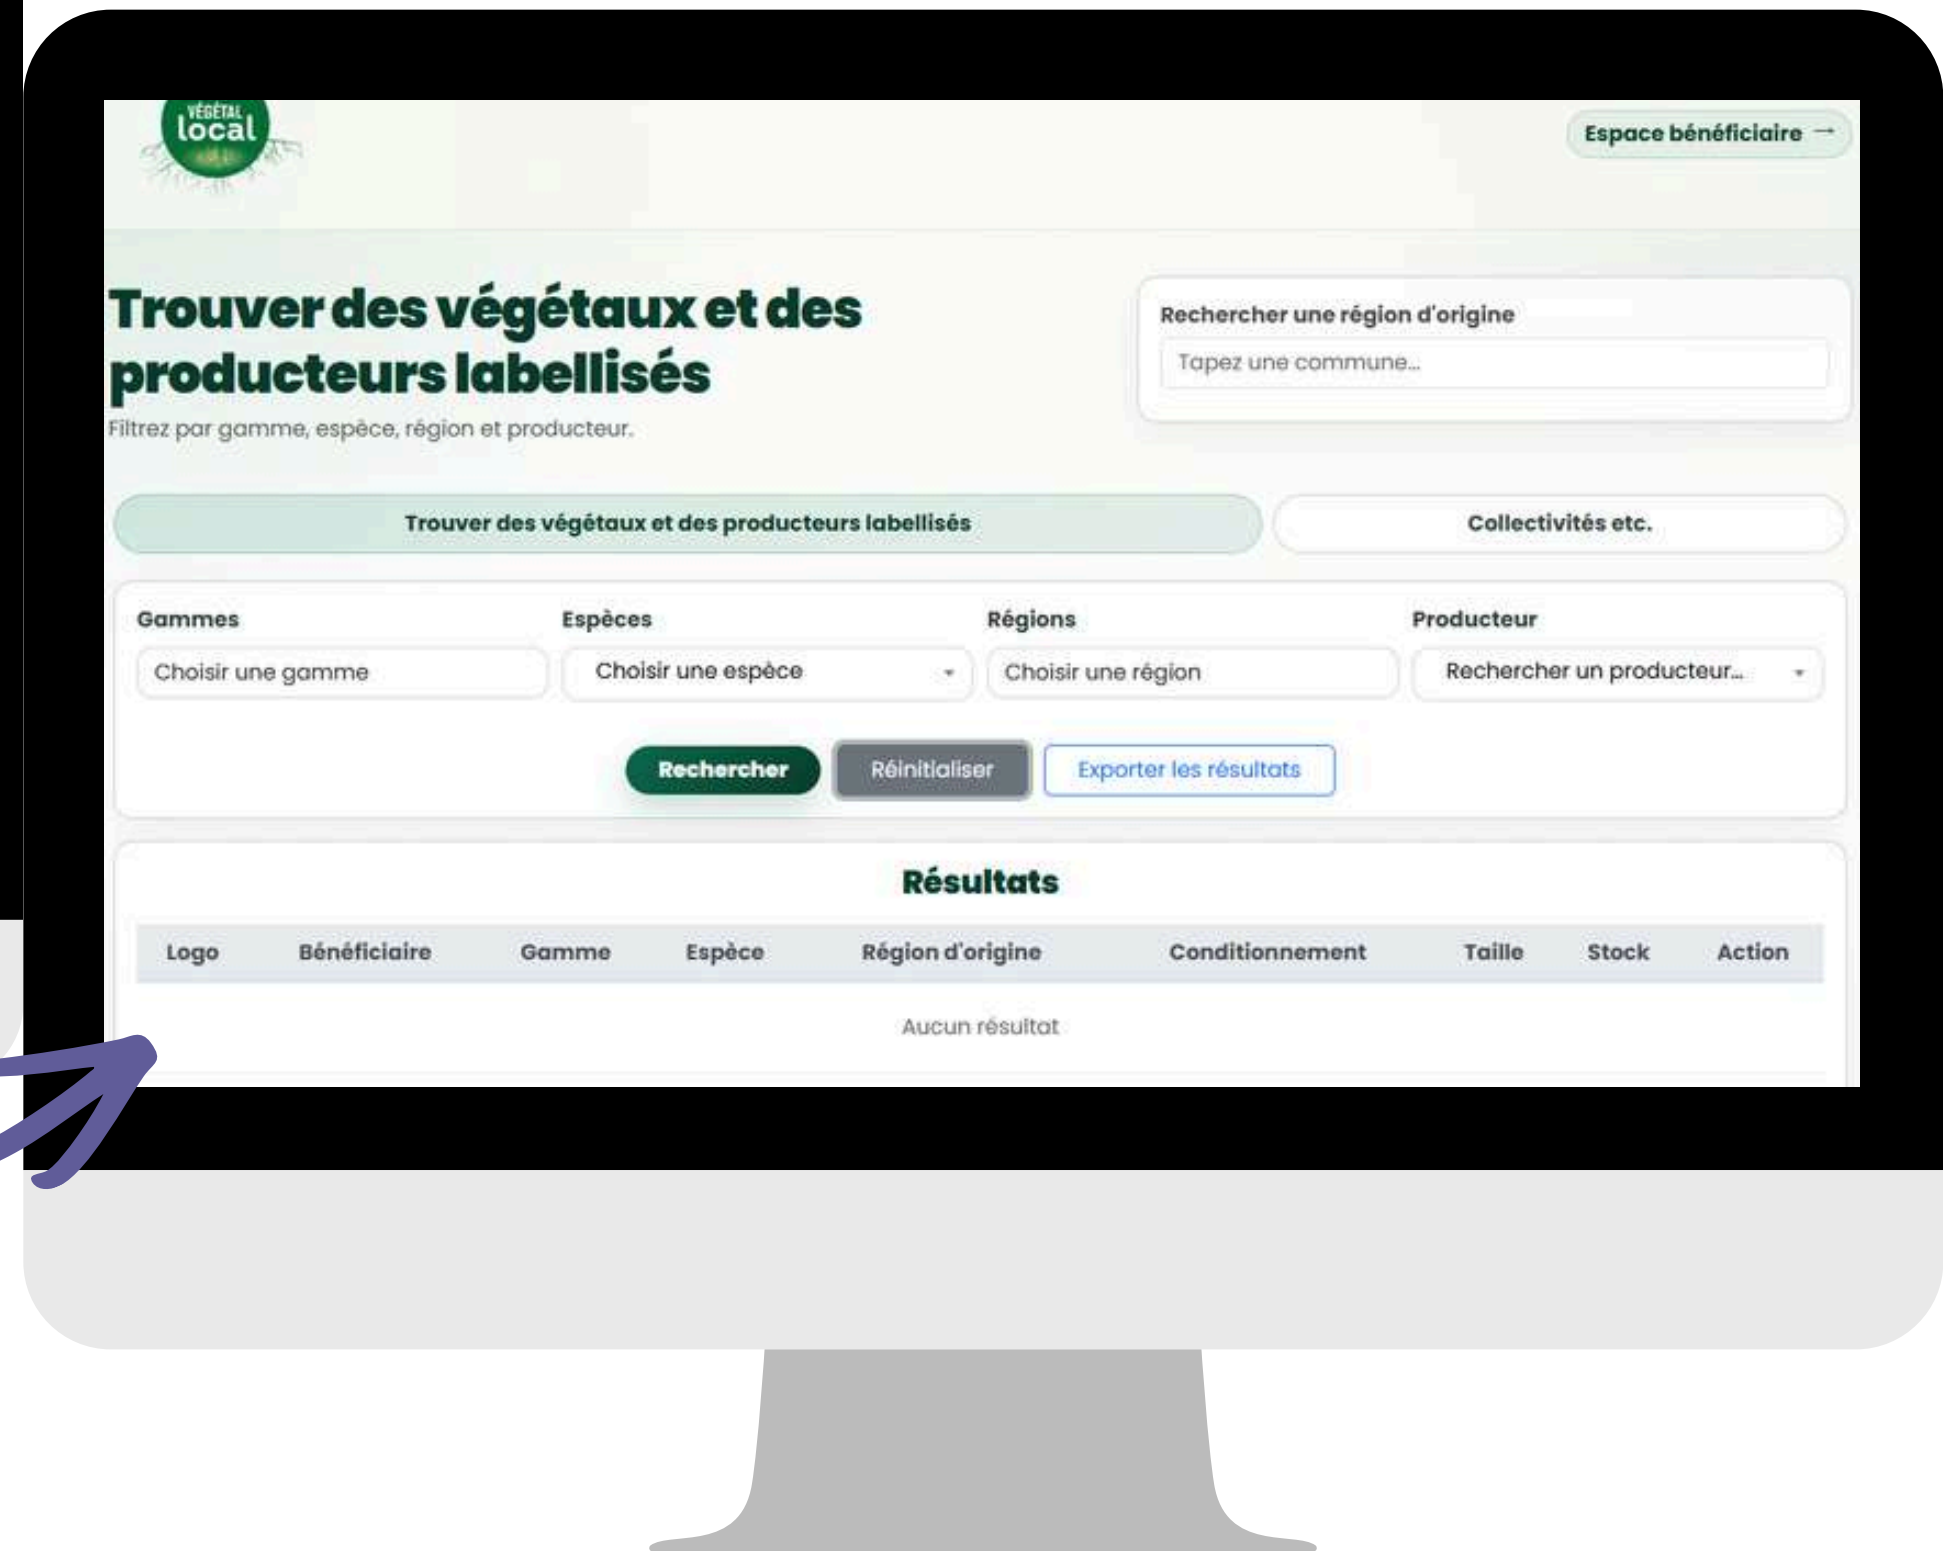 VÉGÉTAL
local
Espace bénéficiaire →
Trouver des végétaux et des
producteurs labellisés
Filtrez par gamme, espèce, région et producteur.
Rechercher une région d'origine
Tapez une commune...
Trouver des végétaux et des producteurs labellisés
Collectivités etc.
Gammes Espèces Régions Producteur
Choisir une gamme Choisir une espèce Choisir une région Rechercher un producteur...
Rechercher Réinitialiser Exporter les résultats
Résultats
Logo Bénéficiaire Gamme Espèce Région d'origine Conditionnement Taille Stock Action
Aucun résultat